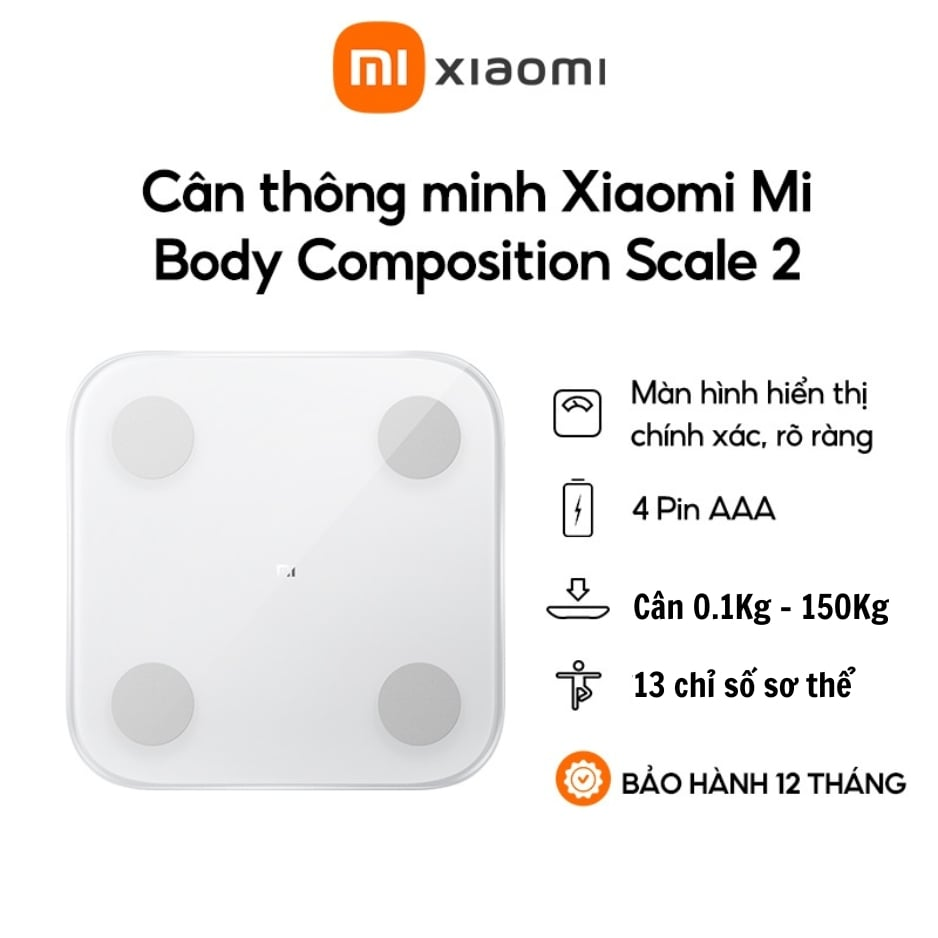 mi xiaomi
Cân thông minh Xiaomi Mi
Body Composition Scale 2
Màn hình hiển thị
chính xác, rõ ràng
4 Pin AAA
mi
Cân 0.1Kg - 150Kg
13 chỉ số sơ thể
BẢO HÀNH 12 THÁNG